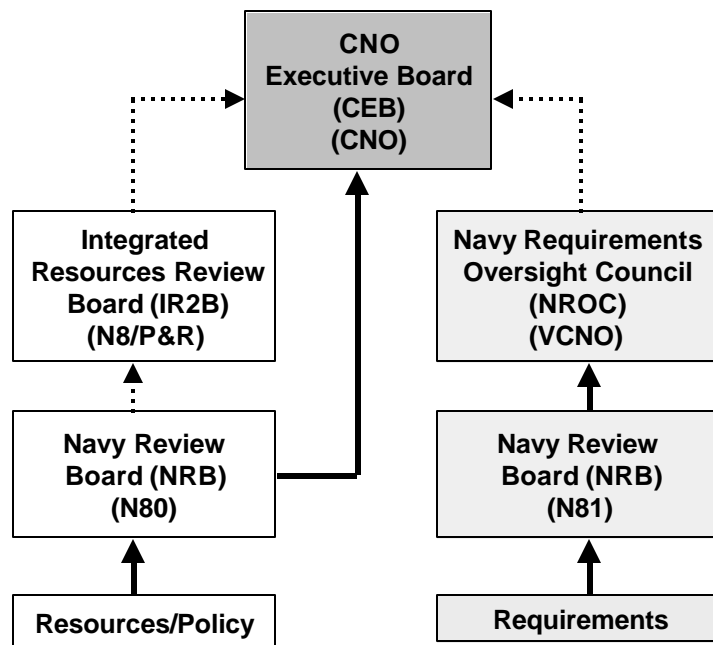 CNO
Executive Board
(CEB)
(CNO)
Integrated
Resources Review
Board (IR2B)
(N8/P&R)
Navy Requirements
Oversight Council
(NROC)
(VCNO)
Navy Review
Board (NRB)
(N80)
Navy Review
Board (NRB)
(N81)
Resources/Policy
Requirements